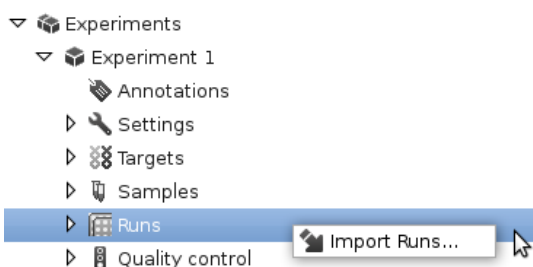 Experiments
Experiment 1
Annotations
Settings
Targets
Samples
Runs
Import Runs...
Quality control